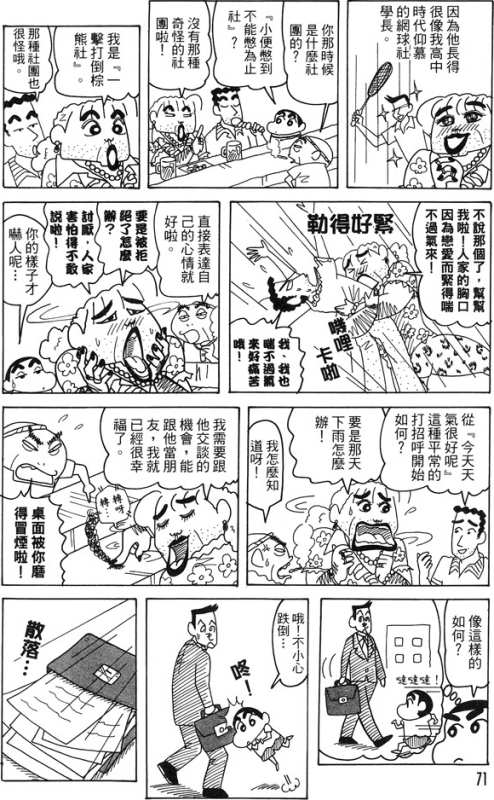 因為他長得
很像我高中
時代仰慕
的網球社
學長。
你那時候
是什麼社
團的？
『小便憋到
不能憋為止
社』？
沒有那種
奇怪的社
團啦！
我是『一
擊打倒棕
熊社』。
那種社團也
很怪哦。
不說那個了，幫幫
我啦！人家的胸口
因為戀愛而緊得喘
不過氣來！
勒得好緊
嘰哩
卡啪
我、我也
喘不過氣
來好痛苦
哦！
直接表達自
己的心情就
好啦。
要是被拒
絕了怎麼
辦？
討厭，人家
害怕得不敢
說啦！
你的樣子才
嚇人呢…
從『今天天
氣很好呢』
這種平常的
打招呼開始
如何？
要是那天
下雨怎麼
辦！
我怎麼知
道呀！
我需要跟
他交談的
機會，能
跟他當朋
友，我就
已經很幸
福了。
桌面被你磨
得冒煙啦！
像這樣的
如何？
噠噠噠！
哦！不小心
跌倒…
咚！
散落…
71